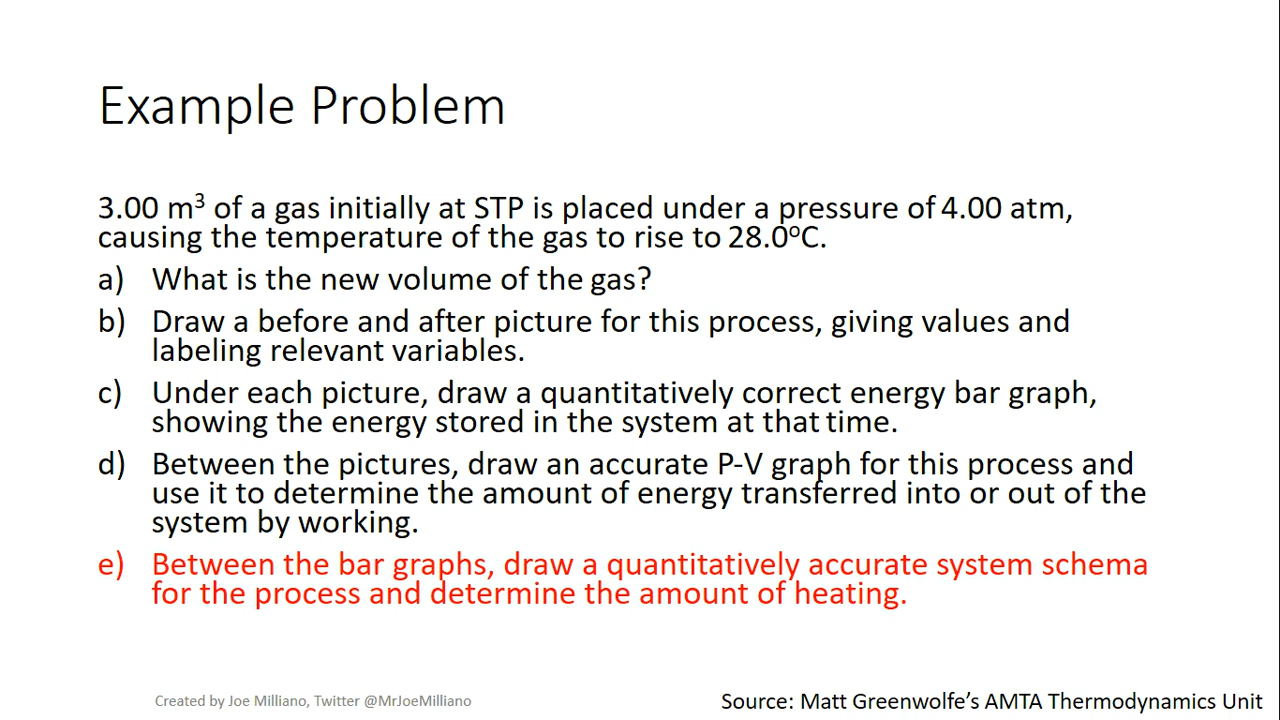 Example Problem
3.00 m³ of a gas initially at STP is placed under a pressure of 4.00 atm,
causing the temperature of the gas to rise to 28.0ºC.
a) What is the new volume of the gas?
b) Draw a before and after picture for this process, giving values and
labeling relevant variables.
c) Under each picture, draw a quantitatively correct energy bar graph,
showing the energy stored in the system at that time.
d) Between the pictures, draw an accurate P-V graph for this process and
use it to determine the amount of energy transferred into or out of the
system by working.
e) Between the bar graphs, draw a quantitatively accurate system schema
for the process and determine the amount of heating.
Created by Joe Milliano, Twitter @MrJoeMilliano
Source: Matt Greenwolfe’s AMTA Thermodynamics Unit